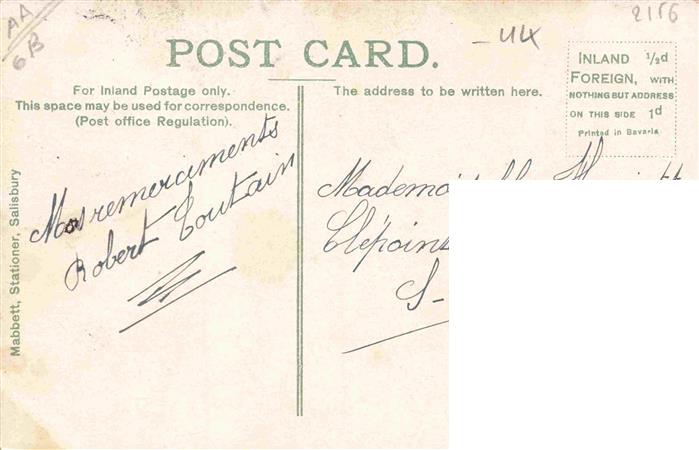 AA
6B
2156
-44
POST CARD.
For Inland Postage only.
This space may be used for correspondence.
(Post office Regulation).
The address to be written here.
INLAND ½d
FOREIGN, WITH
NOTHING BUT ADDRESS
ON THIS SIDE 1d
Printed in Bavaria
Mes remerciments
Robert Coutain
Clépoins
S-
Mabbett, Stationer, Salisbury